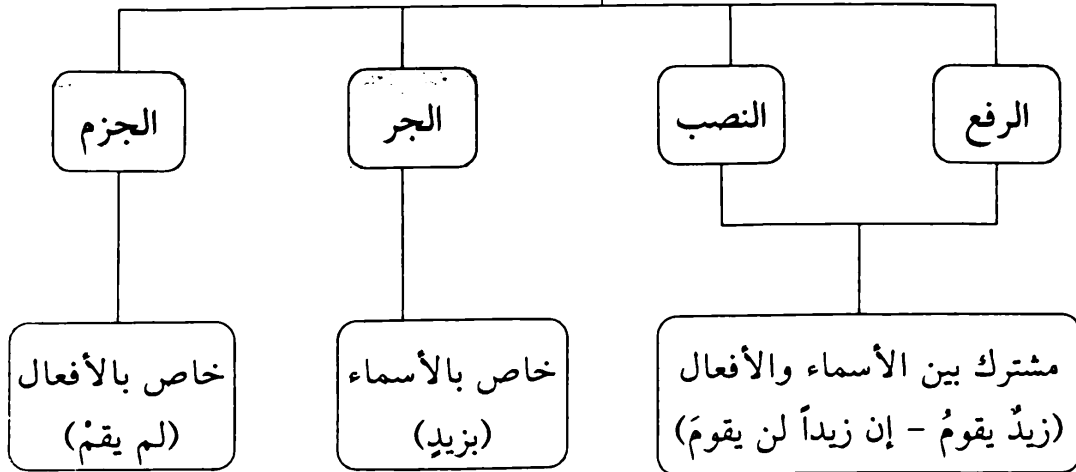 الرفع
النصب
الجر
الجزم
مشترك بين الأسماء والأفعال
(زيدٌ يقومُ - إن زيداً لن يقومَ)
خاص بالأسماء
(بزيدٍ)
خاص بالأفعال
(لم يقمْ)